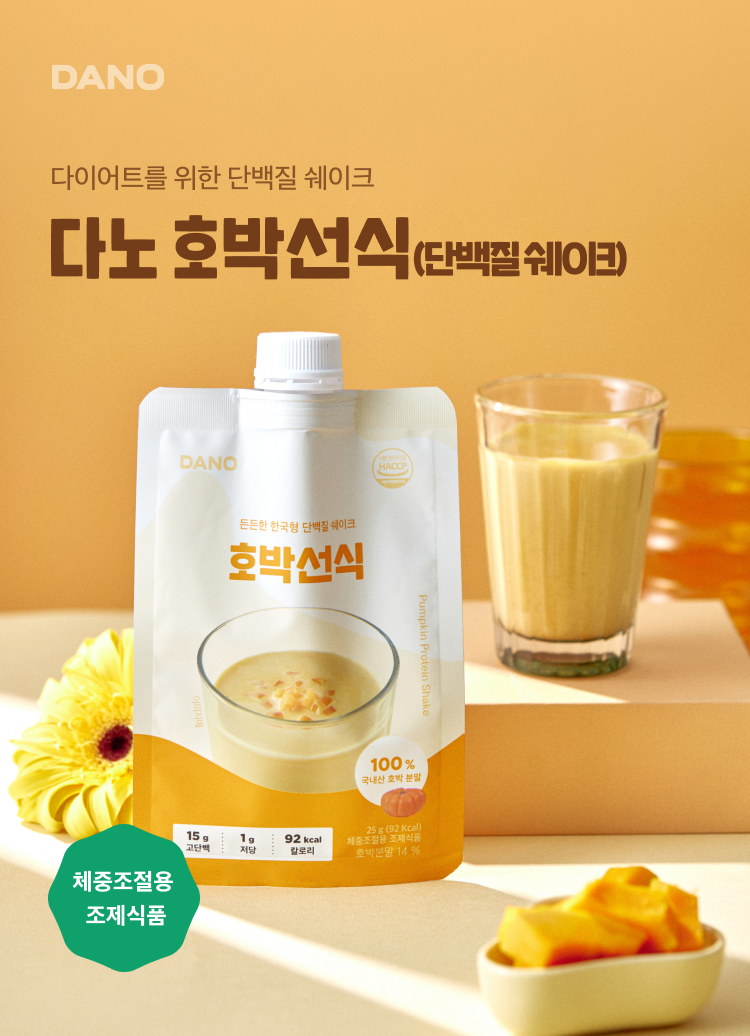 DANO
다이어트를 위한 단백질 쉐이크
다노 호박선식(단백질 쉐이크)
DANO
HACCP
든든한 한국형 단백질 쉐이크
호박선식
Pumpkin Protein Shake
100 %
국내산 호박 분말
15 g 1 g 92 kcal
고단백 저당 칼로리
25 g (92 Kcal)
체중조절용 조제식품
호박분말 14 %
체중조절용
조제식품